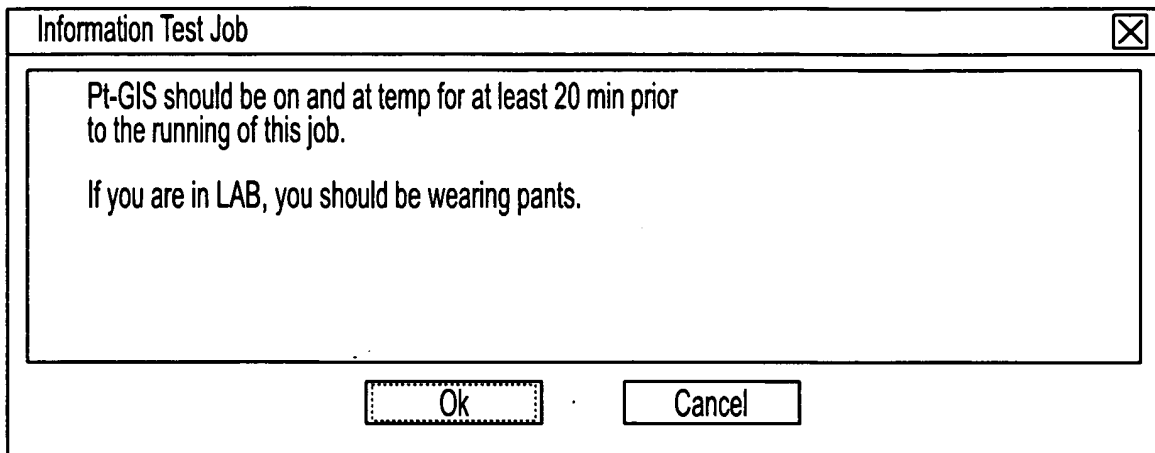 Information Test Job
Pt-GIS should be on and at temp for at least 20 min prior
to the running of this job.
If you are in LAB, you should be wearing pants.
Ok
Cancel